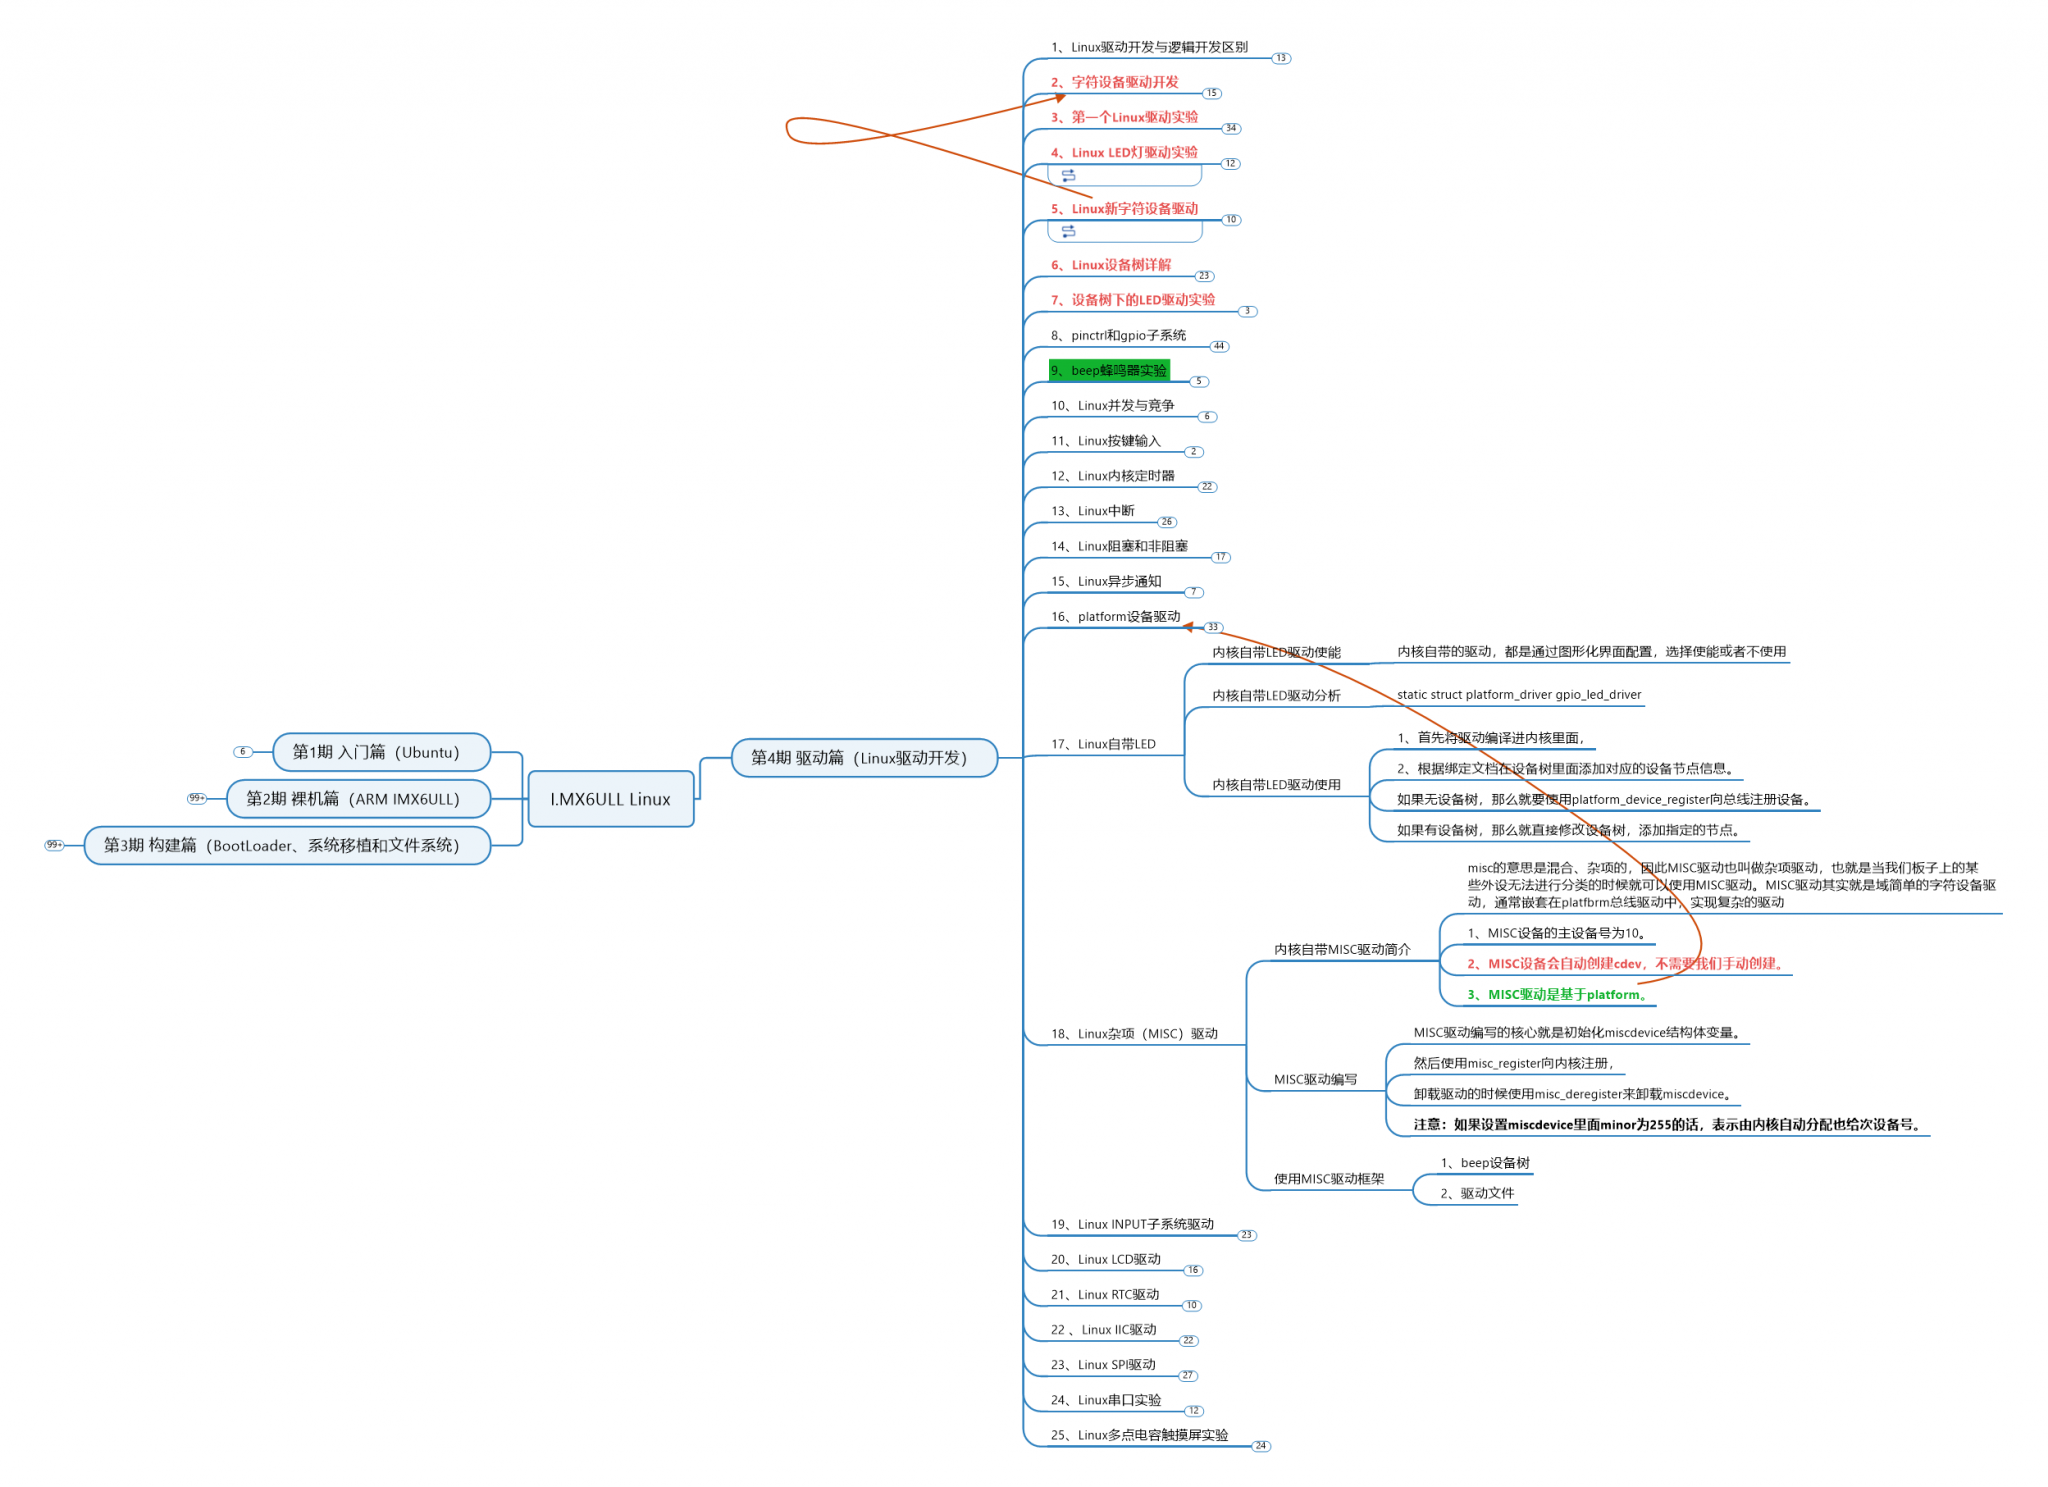 I.MX6ULL Linux
第1期 入门篇（Ubuntu）
6
第2期 裸机篇（ARM IMX6ULL）
99+
第3期 构建篇（BootLoader、系统移植和文件系统）
99+
第4期 驱动篇（Linux驱动开发）
1、Linux驱动开发与逻辑开发区别
13
2、字符设备驱动开发
15
3、第一个Linux驱动实验
34
4、Linux LED灯驱动实验
12
5、Linux新字符设备驱动
10
6、Linux设备树详解
23
7、设备树下的LED驱动实验
3
8、pinctrl和gpio子系统
44
9、beep蜂鸣器实验
5
10、Linux并发与竞争
6
11、Linux按键输入
2
12、Linux内核定时器
22
13、Linux中断
26
14、Linux阻塞和非阻塞
17
15、Linux异步通知
7
16、platform设备驱动
33
17、Linux自带LED
内核自带LED驱动使能
内核自带的驱动，都是通过图形化界面配置，选择使能或者不使用
内核自带LED驱动分析
static struct platform_driver gpio_led_driver
内核自带LED驱动使用
1、首先将驱动编译进内核里面，
2、根据绑定文档在设备树里面添加对应的设备节点信息。
如果无设备树，那么就要使用platform_device_register向总线注册设备。
如果有设备树，那么就直接修改设备树，添加指定的节点。
18、Linux杂项（MISC）驱动
内核自带MISC驱动简介
misc的意思是混合、杂项的，因此MISC驱动也叫做杂项驱动，也就是当我们板子上的某
些外设无法进行分类的时候就可以使用MISC驱动。MISC驱动其实就是域简单的字符设备驱
动，通常嵌套在platfbrm总线驱动中，实现复杂的驱动
1、MISC设备的主设备号为10。
2、MISC设备会自动创建cdev，不需要我们手动创建。
3、MISC驱动是基于platform。
MISC驱动编写
MISC驱动编写的核心就是初始化miscdevice结构体变量。
然后使用misc_register向内核注册，
卸载驱动的时候使用misc_deregister来卸载miscdevice。
注意：如果设置miscdevice里面minor为255的话，表示由内核自动分配也给次设备号。
使用MISC驱动框架
1、beep设备树
2、驱动文件
19、Linux INPUT子系统驱动
23
20、Linux LCD驱动
16
21、Linux RTC驱动
10
22 、Linux IIC驱动
22
23、Linux SPI驱动
27
24、Linux串口实验
12
25、Linux多点电容触摸屏实验
24